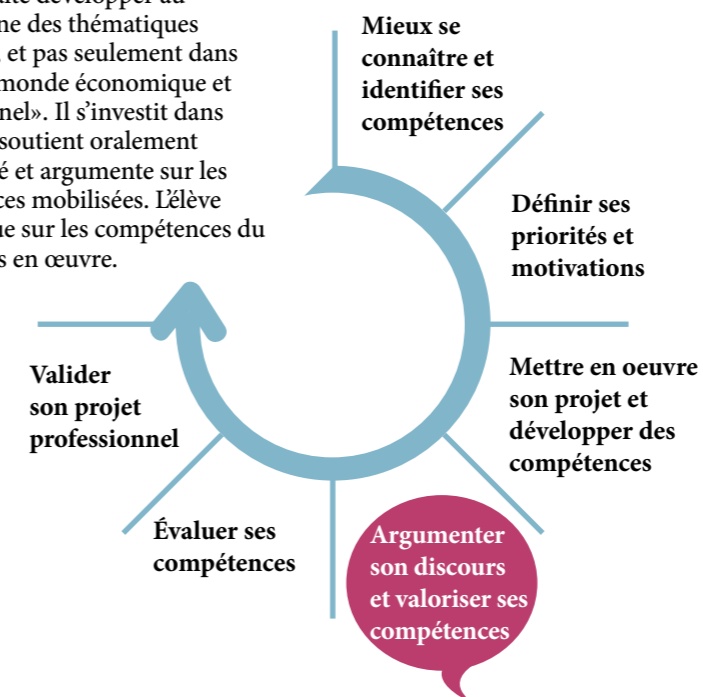 ne des thématiques
et pas seulement dans
monde économique et
nel». Il s’investit dans
soutient oralement
é et argumente sur les
ces mobilisées. L’élève
ue sur les compétences du
s en œuvre.
Mieux se
connaître et
identifier ses
compétences
Définir ses
priorités et
motivations
Mettre en oeuvre
son projet et
développer des
compétences
Argumenter
son discours
et valoriser ses
compétences
Évaluer ses
compétences
Valider
son projet
professionnel